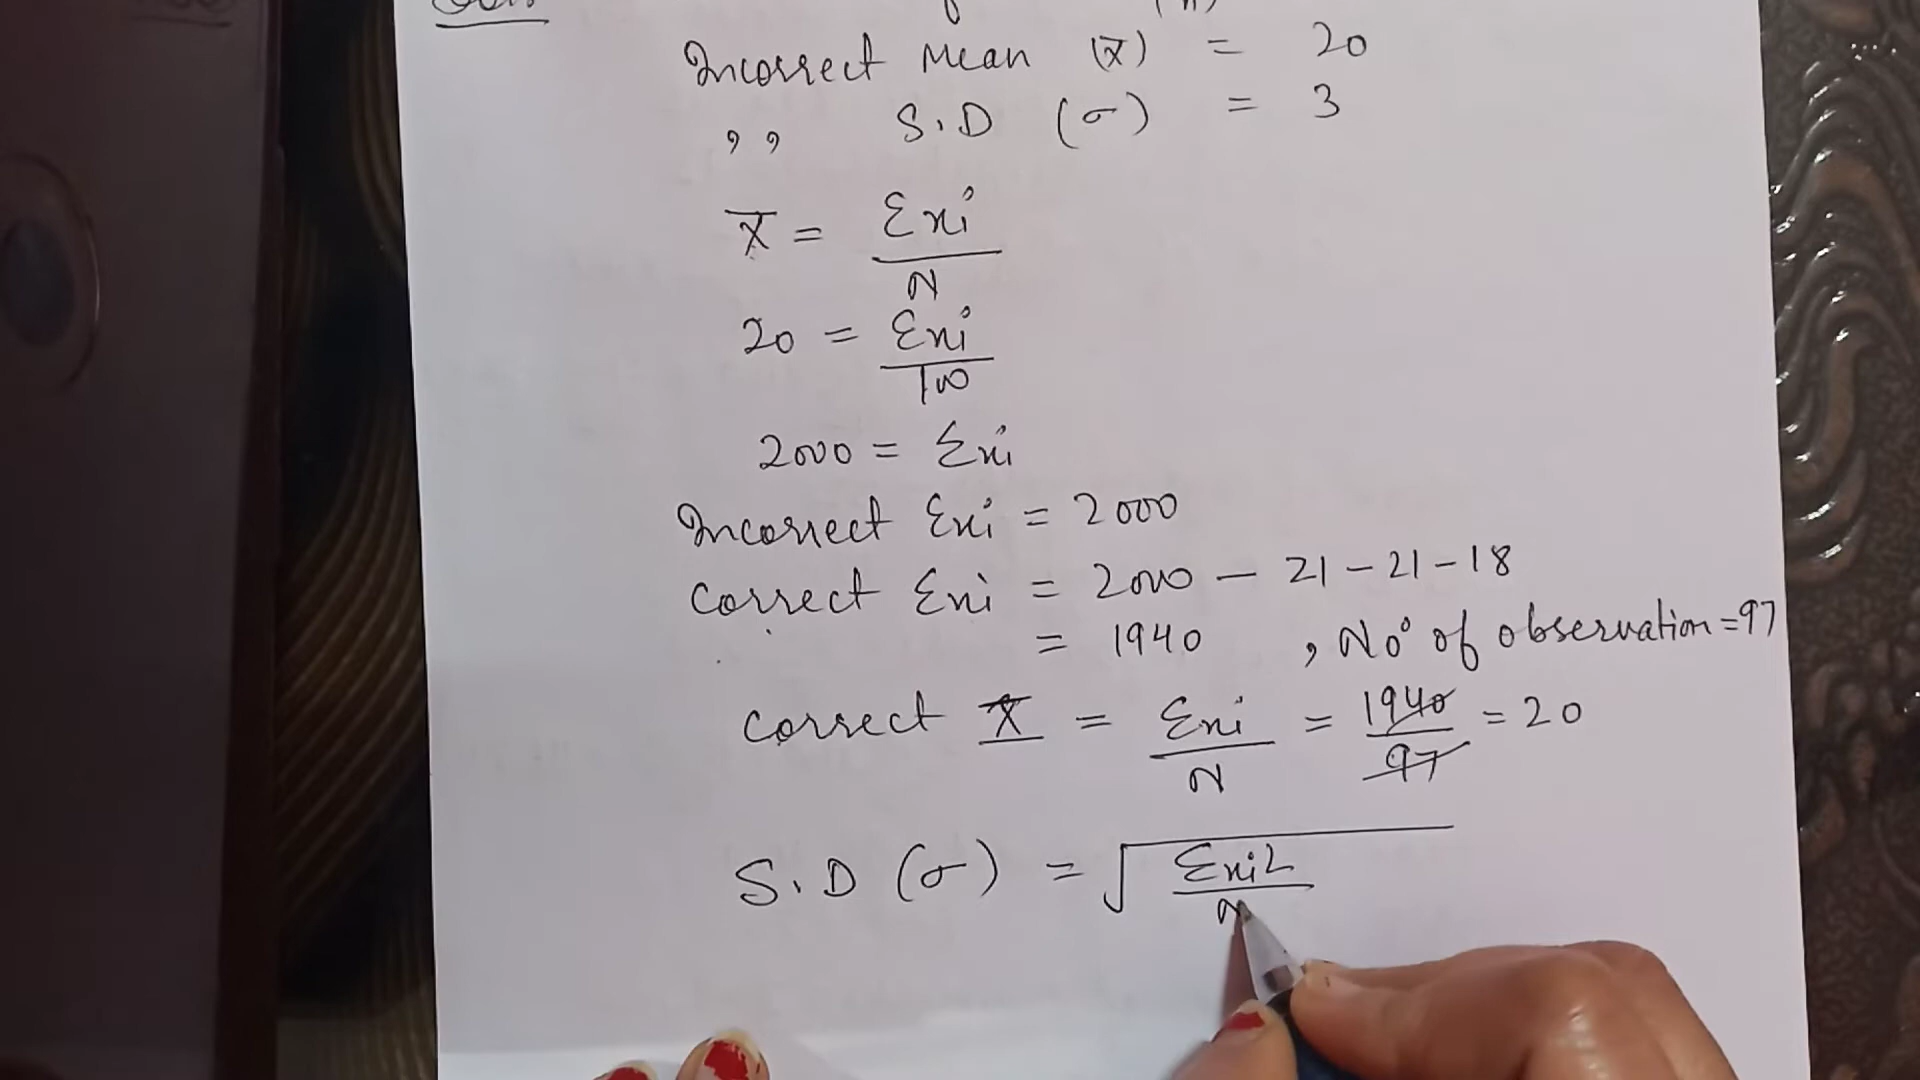 (n)
Incorrect Mean (x̄) = 20
,, S.D (σ) = 3
X̄ = Σxi / N
20 = Σxi / 100
2000 = Σxi
Incorrect Σxi = 2000
Correct Σxi = 2000 - 21 - 21 - 18
= 1940 , No of observation = 97
Correct X̄ = Σxi / N = 1940 / 97 = 20
S.D (σ) = √ Σxi² / N